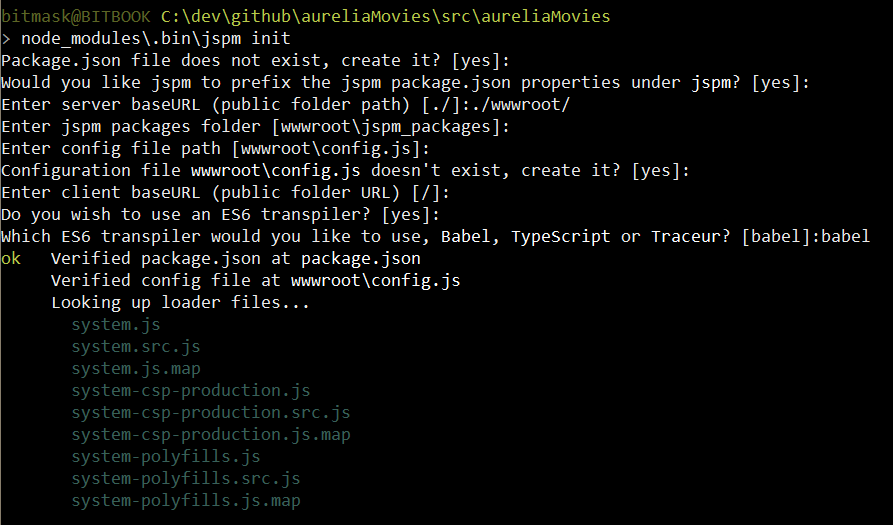 bitmask@BITBOOK C:\dev\github\aureliaMovies\src\aureliaMovies
> node_modules\.bin\jspm init
Package.json file does not exist, create it? [yes]:
Would you like jspm to prefix the jspm package.json properties under jspm? [yes]:
Enter server baseURL (public folder path) [./]:./wwwroot/
Enter jspm packages folder [wwwroot\jspm_packages]:
Enter config file path [wwwroot\config.js]:
Configuration file wwwroot\config.js doesn't exist, create it? [yes]:
Enter client baseURL (public folder URL) [/]:
Do you wish to use an ES6 transpiler? [yes]:
Which ES6 transpiler would you like to use, Babel, TypeScript or Traceur? [babel]:babel
ok   Verified package.json at package.json
     Verified config file at wwwroot\config.js
     Looking up loader files...
       system.js
       system.src.js
       system.js.map
       system-csp-production.js
       system-csp-production.src.js
       system-csp-production.js.map
       system-polyfills.js
       system-polyfills.src.js
       system-polyfills.js.map